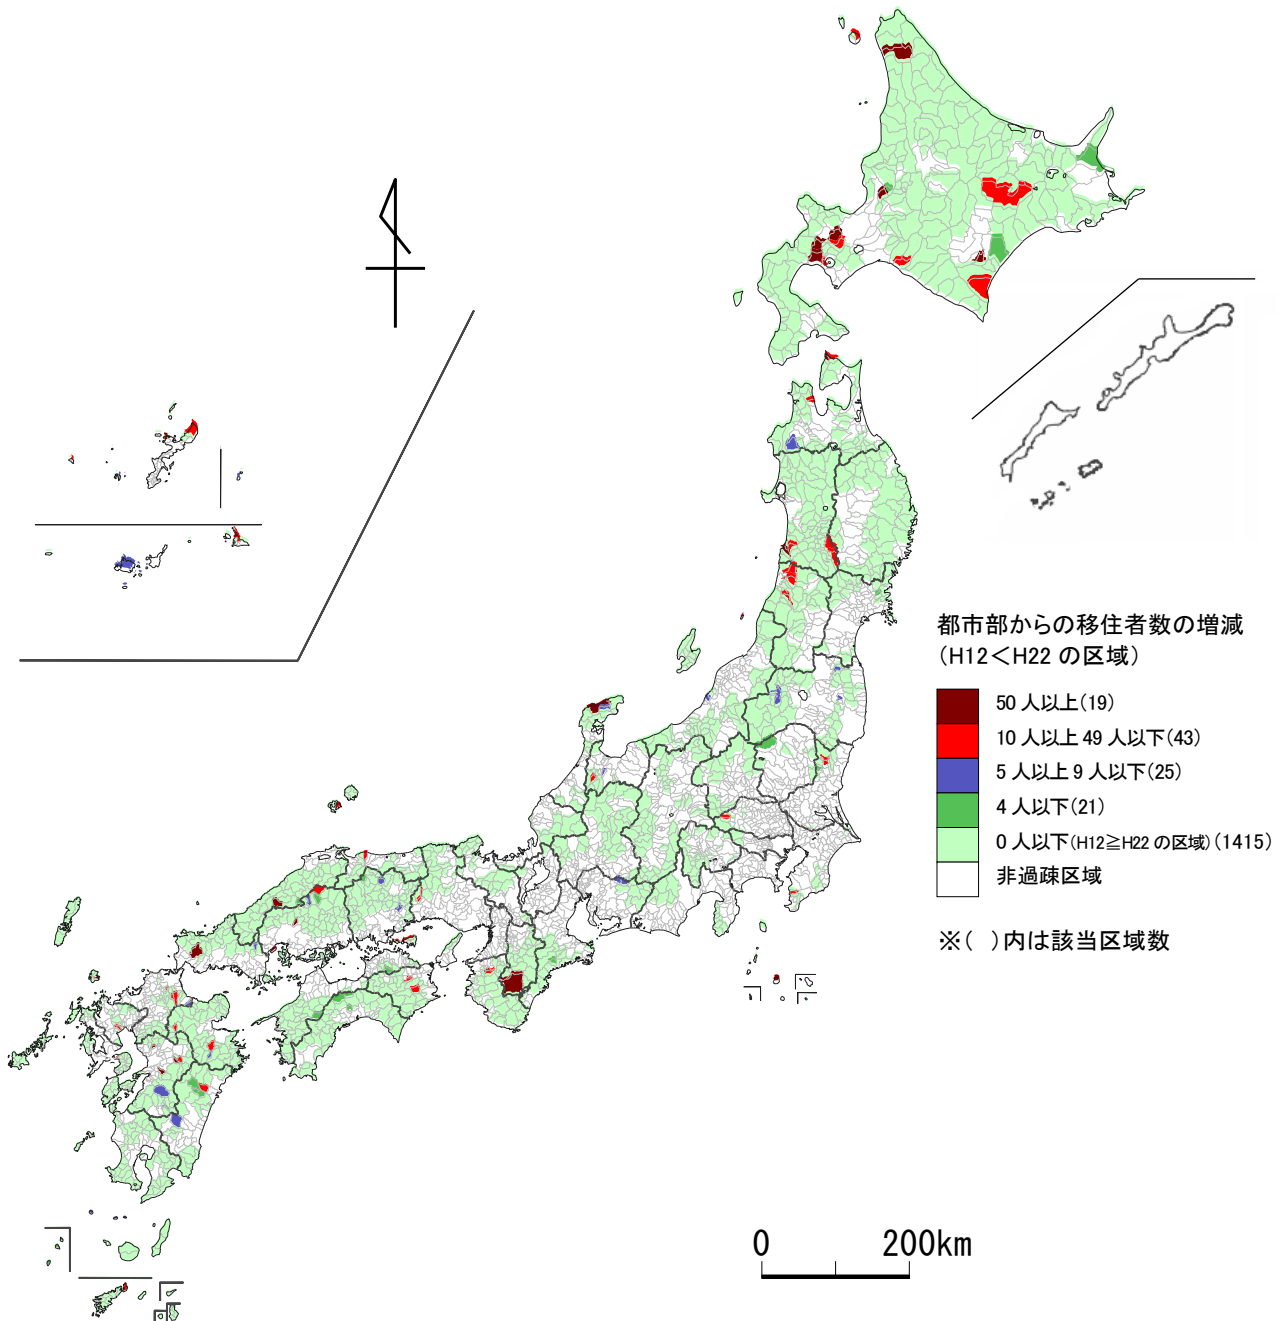 都市部からの移住者数の増減
（H12＜H22 の区域）
50 人以上（19）
10 人以上 49 人以下（43）
5 人以上 9 人以下（25）
4 人以下（21）
0 人以下（H12≧H22 の区域）（1415）
非過疎区域
※（ ）内は該当区域数
0 200km